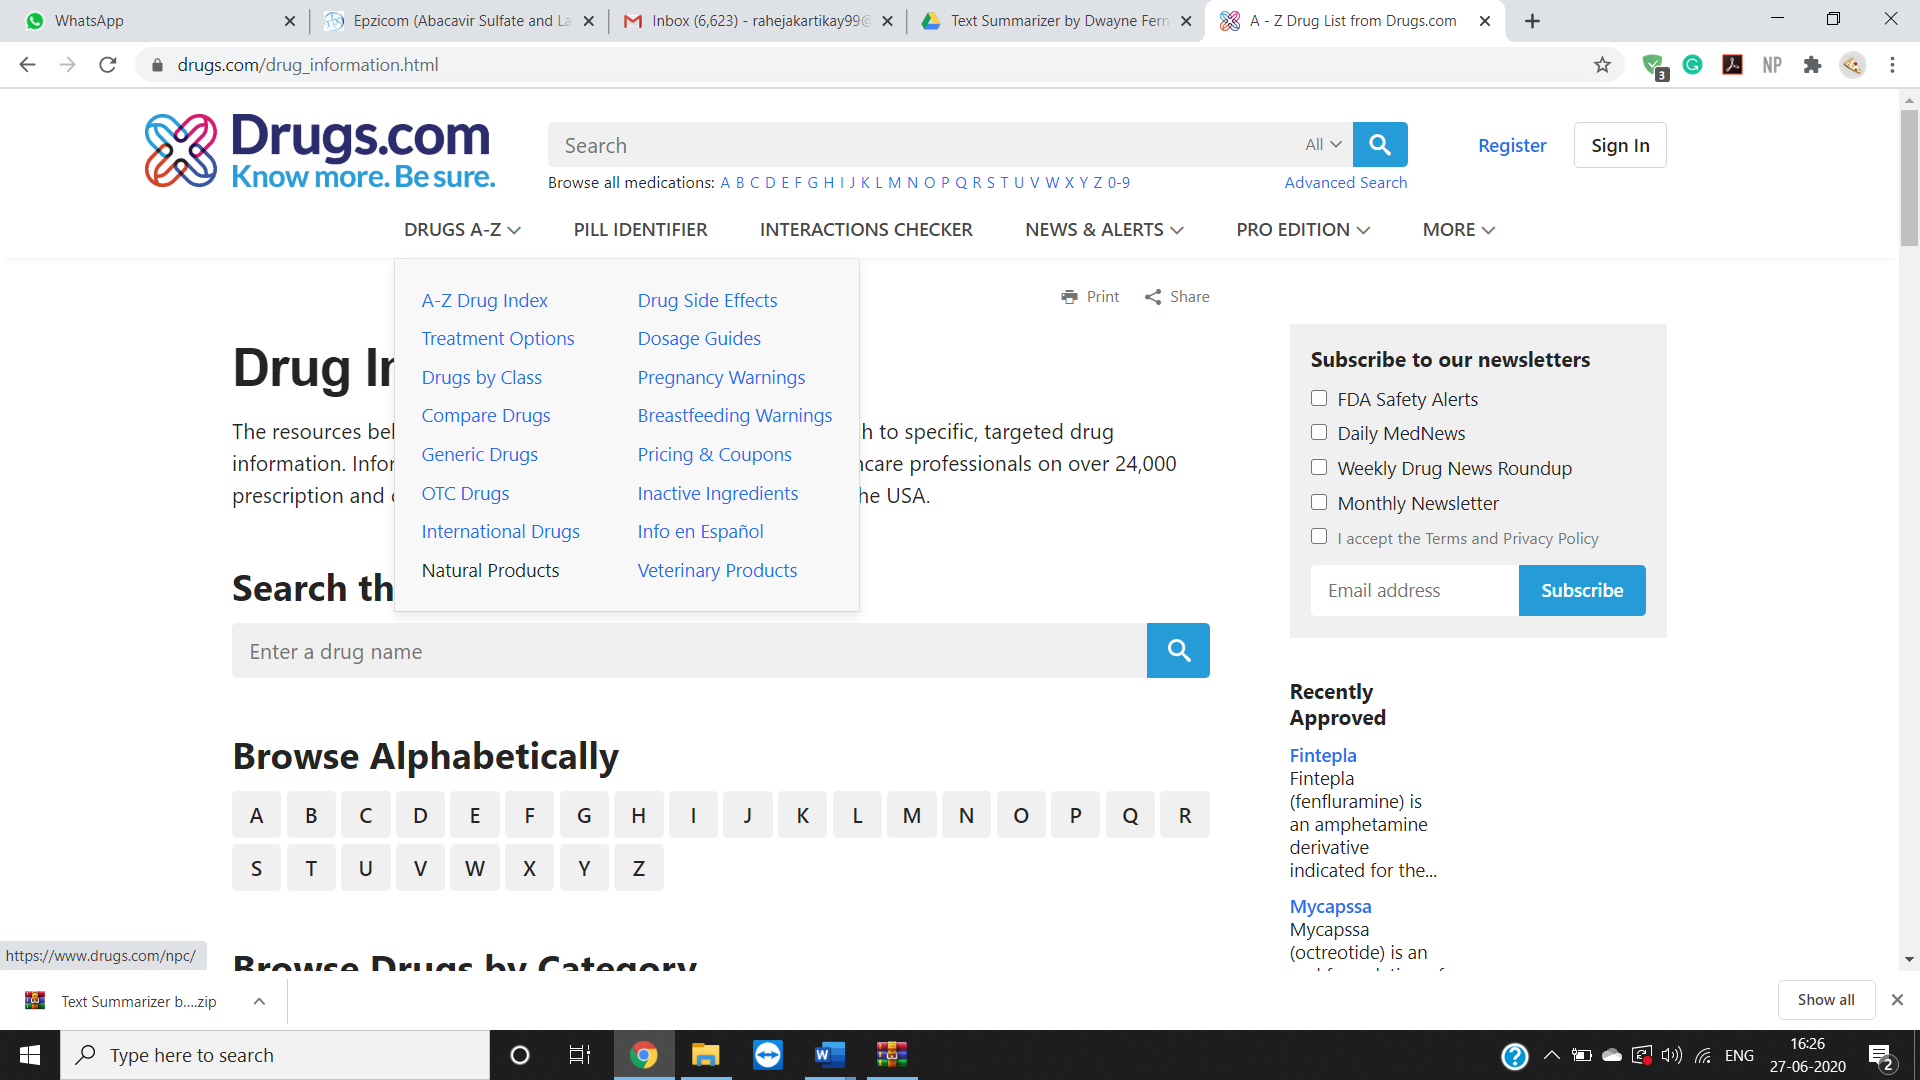 WhatsApp
Epzicom (Abacavir Sulfate and La
Inbox (6,623) - rahejakartikay99@
Text Summarizer by Dwayne Fern
A - Z Drug List from Drugs.com
drugs.com/drug_information.html
3
NP
Drugs.com
Know more. Be sure.
Search
All
Register
Sign In
Browse all medications: A B C D E F G H I J K L M N O P Q R S T U V W X Y Z 0-9
Advanced Search
DRUGS A-Z
PILL IDENTIFIER
INTERACTIONS CHECKER
NEWS & ALERTS
PRO EDITION
MORE
A-Z Drug Index
Treatment Options
Drugs by Class
Compare Drugs
Generic Drugs
OTC Drugs
International Drugs
Natural Products
Drug Side Effects
Dosage Guides
Pregnancy Warnings
Breastfeeding Warnings
Pricing & Coupons
Inactive Ingredients
Info en Español
Veterinary Products
Print
Share
Drug I
The resources bel h to specific, targeted drug
information. Infor ncare professionals on over 24,000
prescription and he USA.
Search th
Enter a drug name
Browse Alphabetically
A B C D E F G H I J K L M N O P Q R
S T U V W X Y Z
Browse Drugs by Category
Subscribe to our newsletters
FDA Safety Alerts
Daily MedNews
Weekly Drug News Roundup
Monthly Newsletter
I accept the Terms and Privacy Policy
Email address
Subscribe
Recently
Approved
Fintepla
Fintepla
(fenfluramine) is
an amphetamine
derivative
indicated for the...
Mycapssa
Mycapssa
(octreotide) is an
https://www.drugs.com/npc/
Text Summarizer b....zip
Show all
Type here to search
ENG
16:26
27-06-2020
2